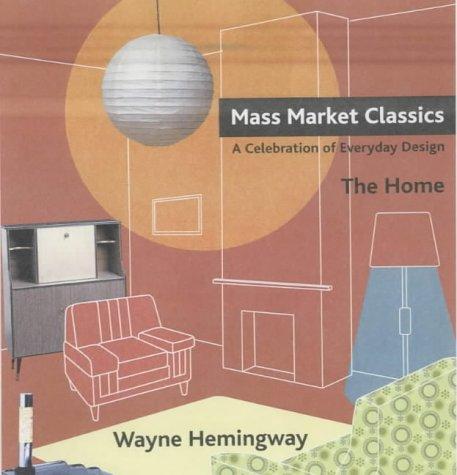 Mass Market Classics
A Celebration of Everyday Design
The Home
Wayne Hemingway